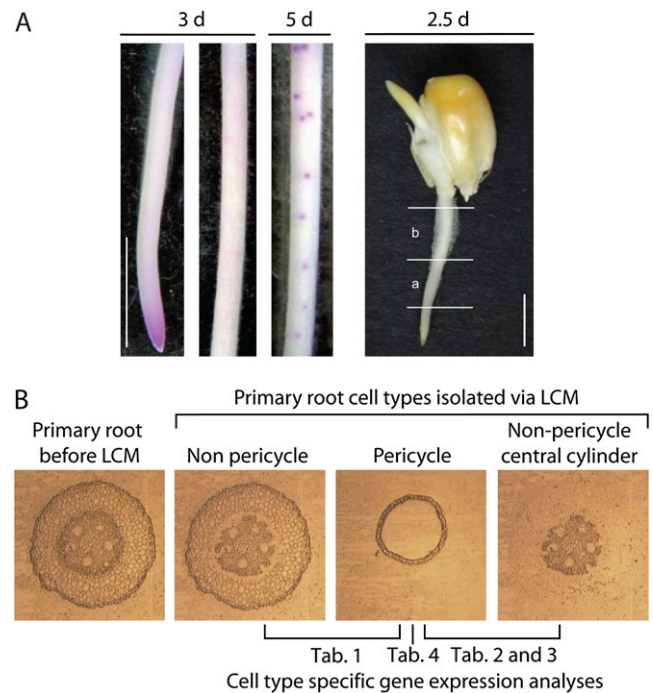 A
3 d
5 d
2.5 d
b
a
B
Primary root cell types isolated via LCM
Primary root
before LCM
Non pericycle
Pericycle
Non-pericycle
central cylinder
Tab. 1
Tab. 4
Tab. 2 and 3
Cell type specific gene expression analyses